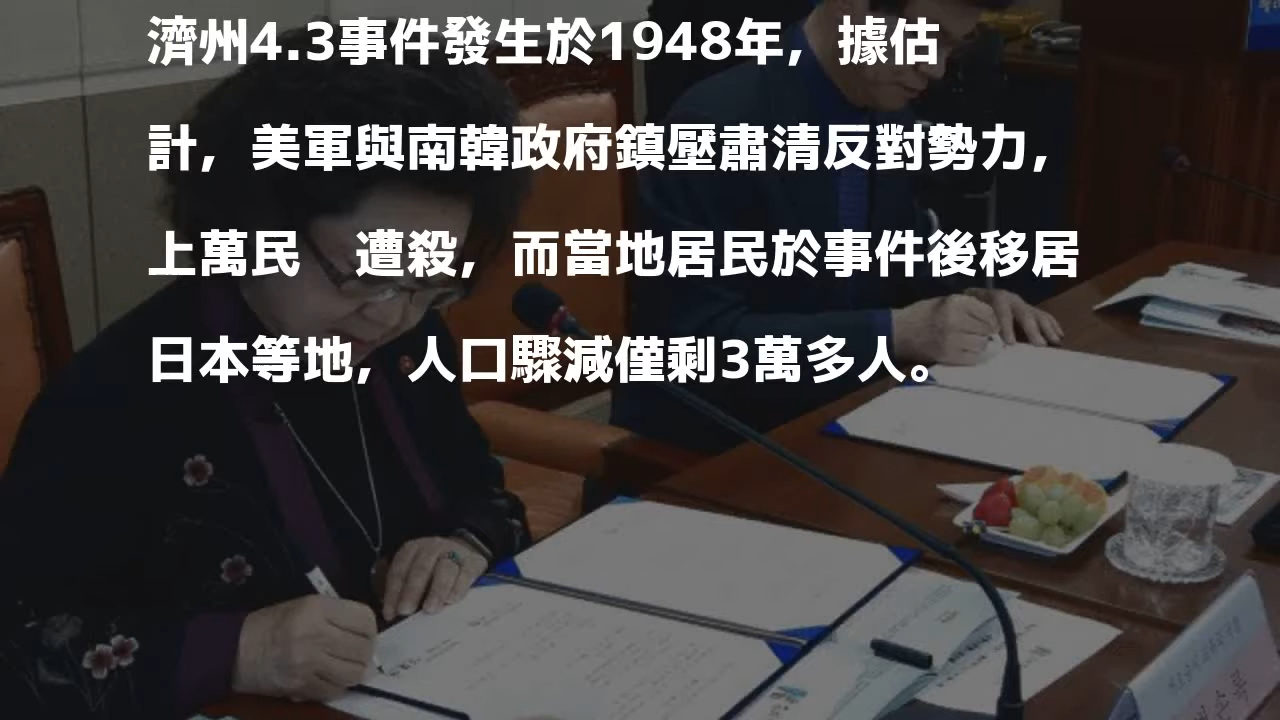 濟州4.3事件發生於1948年，據估
計，美軍與南韓政府鎮壓肅清反對勢力，
上萬民　遭殺，而當地居民於事件後移居
日本等地，人口驟減僅剩3萬多人。